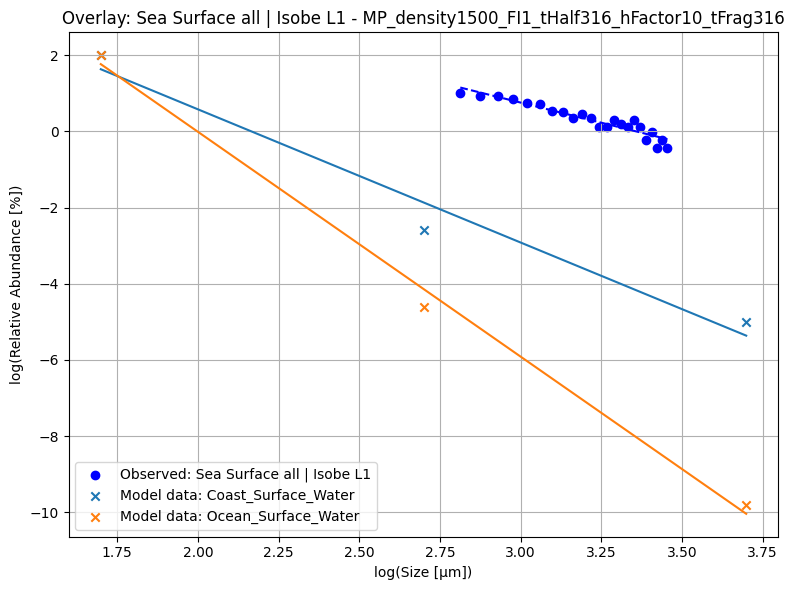 Overlay: Sea Surface all | Isobe L1 - MP_density1500_FI1_tHalf316_hFactor10_tFrag316
log(Relative Abundance [%])
2
0
−2
−4
−6
−8
−10
Observed: Sea Surface all | Isobe L1
Model data: Coast_Surface_Water
Model data: Ocean_Surface_Water
1.75
2.00
2.25
2.50
2.75
3.00
3.25
3.50
3.75
log(Size [µm])